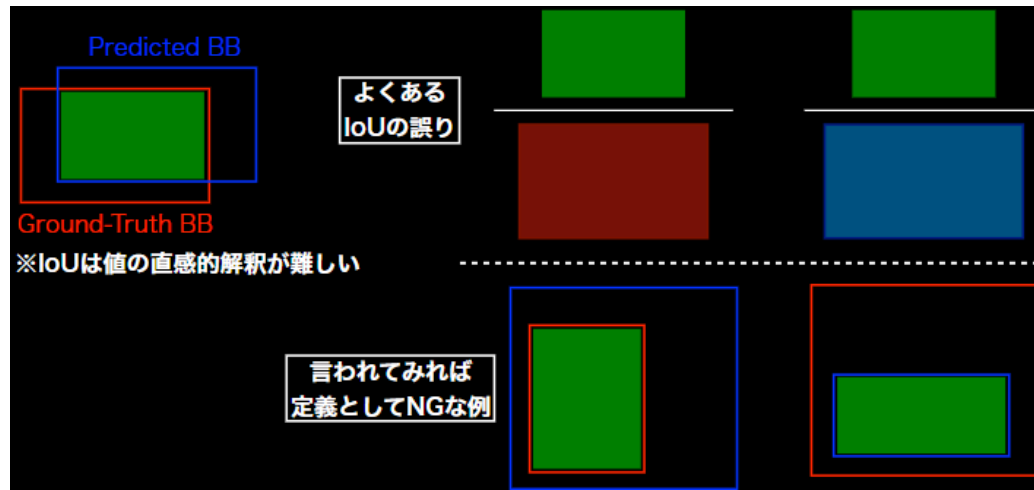 Predicted BB
よくある
IoUの誤り
Ground-Truth BB
※IoUは値の直感的解釈が難しい
言われてみれば
定義としてNGな例